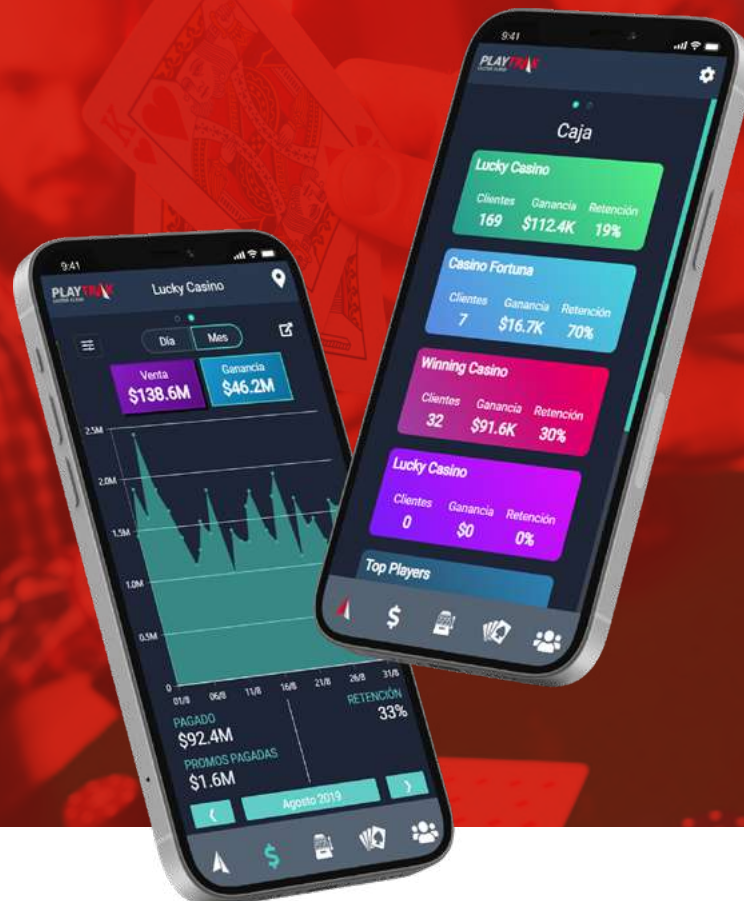 9:41
PLAYTRAK
Lucky Casino
Día
Mes
Venta
$138.6M
Ganancia
$46.2M
2.5M
2.0M
1.5M
1.0M
0.5M
0
01/8 06/8 11/8 16/8 21/8 26/8 31/8
PAGADO
$92.4M
RETENCIÓN
33%
PROMOS PAGADAS
$1.6M
Agosto 2019
9:41
PLAYTRAK
Caja
Lucky Casino
Clientes Ganancia Retención
169 $112.4K 19%
Casino Fortuna
Clientes Ganancia Retención
7 $16.7K 70%
Winning Casino
Clientes Ganancia Retención
32 $91.6K 30%
Lucky Casino
Clientes Ganancia Retención
0 $0 0%
Top Players
K